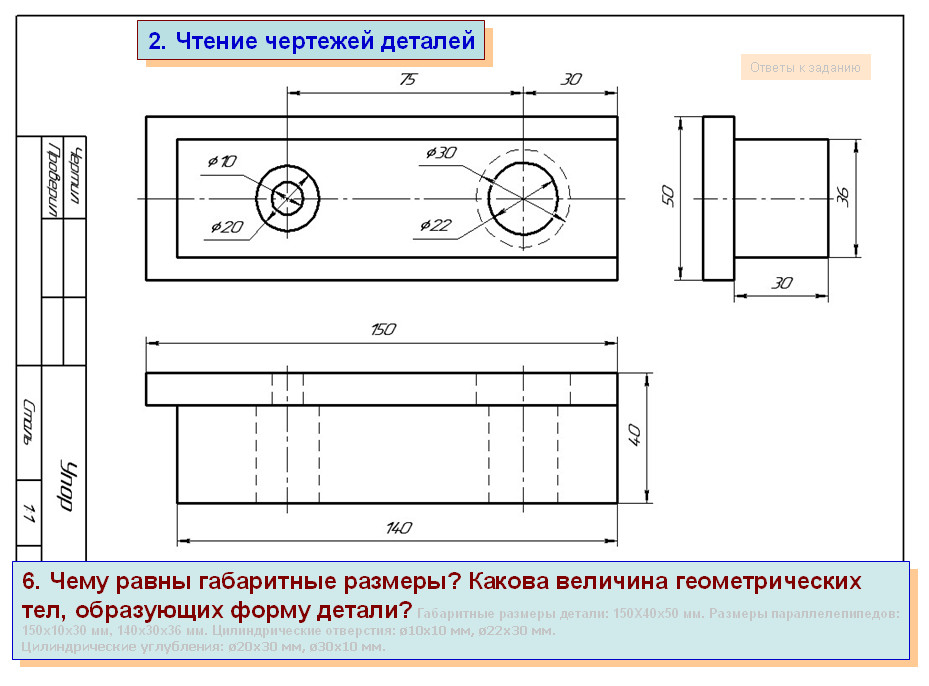 2. Чтение чертежей деталей
Ответы к заданию
75
30
Чертил
Проверил
ø10
ø30
ø20
ø22
50
36
30
150
Сталь
Упор
40
1:1
140
6. Чему равны габаритные размеры? Какова величина геометрических
тел, образующих форму детали? Габаритные размеры детали: 150Х40х50 мм. Размеры параллелепипедов:
150х10х30 мм, 140х30х36 мм. Цилиндрические отверстия: ø10х10 мм, ø22х30 мм.
Цилиндрические углубления: ø20х30 мм, ø30х10 мм.